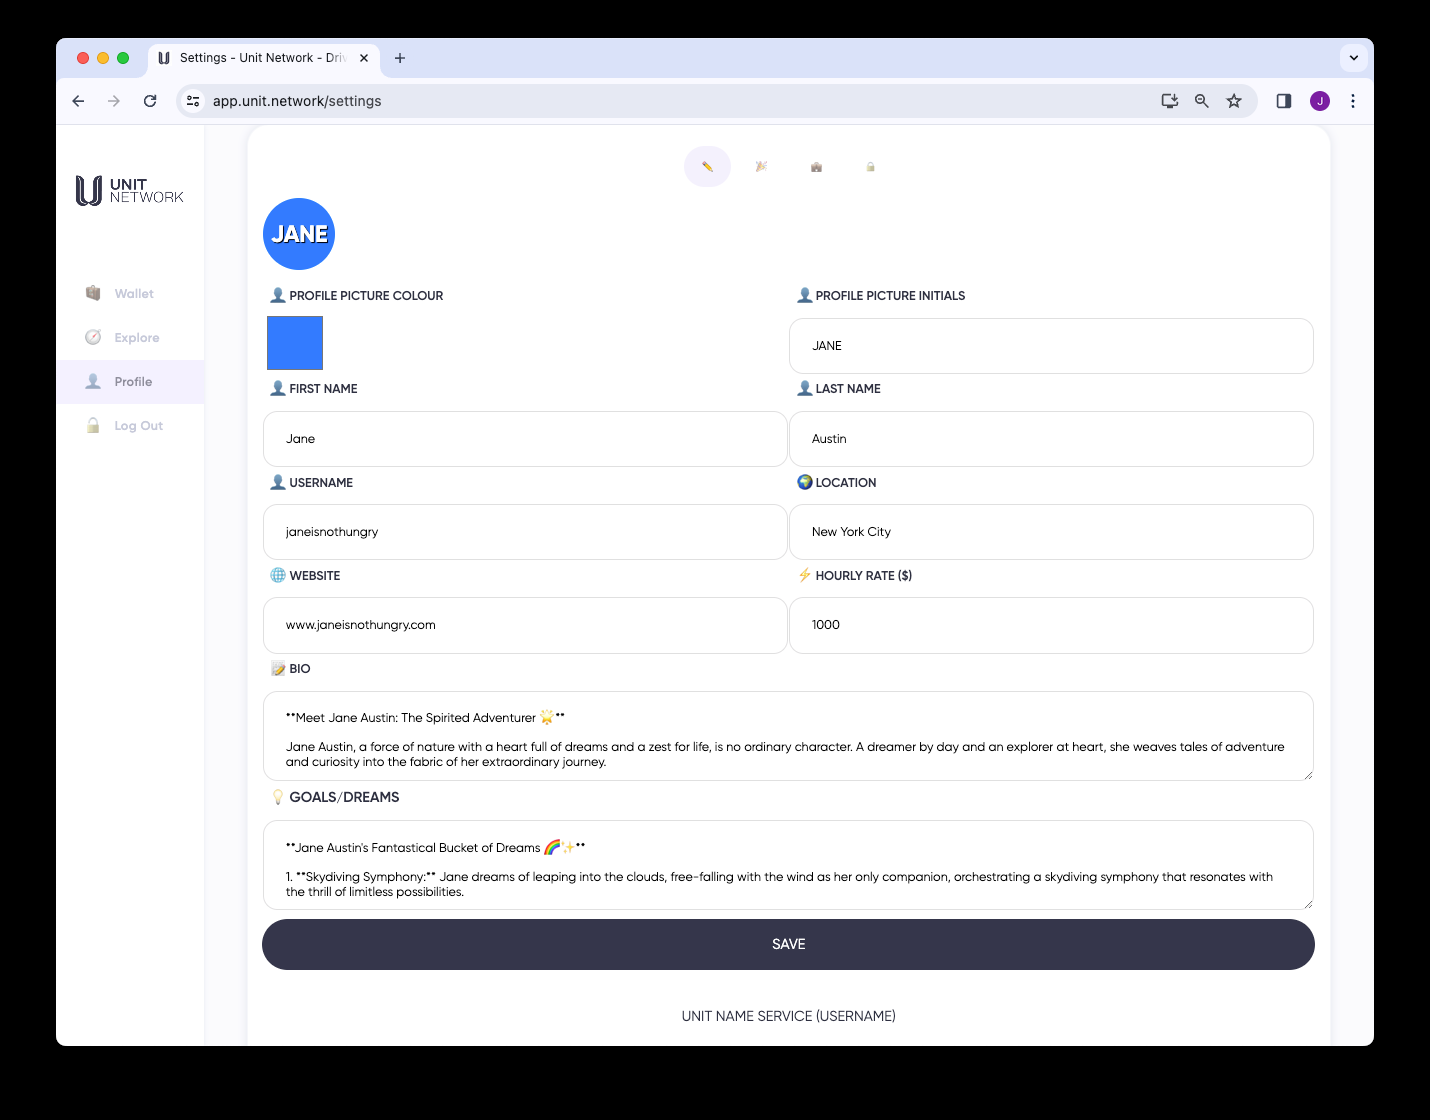 Settings - Unit Network - Driv
app.unit.network/settings
J
UNIT
NETWORK
Wallet
Explore
Profile
Log Out
JANE
PROFILE PICTURE COLOUR
PROFILE PICTURE INITIALS
JANE
FIRST NAME
LAST NAME
Jane
Austin
USERNAME
LOCATION
janeisnothungry
New York City
WEBSITE
HOURLY RATE ($)
www.janeisnothungry.com
1000
BIO
**Meet Jane Austin: The Spirited Adventurer 🌟**
Jane Austin, a force of nature with a heart full of dreams and a zest for life, is no ordinary character. A dreamer by day and an explorer at heart, she weaves tales of adventure
and curiosity into the fabric of her extraordinary journey.
GOALS/DREAMS
**Jane Austin's Fantastical Bucket of Dreams 🌈✨**
1. **Skydiving Symphony:** Jane dreams of leaping into the clouds, free-falling with the wind as her only companion, orchestrating a skydiving symphony that resonates with
the thrill of limitless possibilities.
SAVE
UNIT NAME SERVICE (USERNAME)